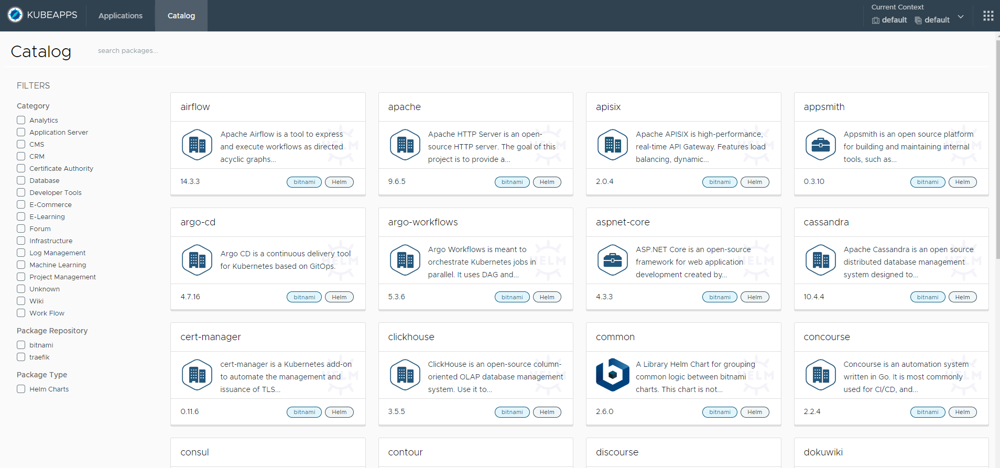 KUBEAPPS
Applications
Catalog
Current Context
default default
Catalog
search packages...
FILTERS
Category
Analytics
Application Server
CMS
CRM
Certificate Authority
Database
Developer Tools
E-Commerce
E-Learning
Forum
Infrastructure
Log Management
Machine Learning
Project Management
Unknown
Wiki
Work Flow
Package Repository
bitnami
traefik
Package Type
Helm Charts
airflow
HELM
Apache Airflow is a tool to express
and execute workflows as directed
acyclic graphs...
14.3.3
bitnami Helm
apache
HELM
Apache HTTP Server is an open-
source HTTP server. The goal of this
project is to provide a...
9.6.5
bitnami Helm
apisix
HELM
Apache APISIX is high-performance,
real-time API Gateway. Features load
balancing, dynamic...
2.0.4
bitnami Helm
appsmith
HELM
Appsmith is an open source platform
for building and maintaining internal
tools, such as...
0.3.10
bitnami Helm
argo-cd
HELM
Argo CD is a continuous delivery tool
for Kubernetes based on GitOps.
4.7.16
bitnami Helm
argo-workflows
HELM
Argo Workflows is meant to
orchestrate Kubernetes jobs in
parallel. It uses DAG and...
5.3.6
bitnami Helm
aspnet-core
HELM
ASP.NET Core is an open-source
framework for web application
development created by...
4.3.3
bitnami Helm
cassandra
HELM
Apache Cassandra is an open source
distributed database management
system designed to...
10.4.4
bitnami Helm
cert-manager
HELM
cert-manager is a Kubernetes add-on
to automate the management and
issuance of TLS...
0.11.6
bitnami Helm
clickhouse
HELM
ClickHouse is an open-source column-
oriented OLAP database management
system. Use it to...
3.5.5
bitnami Helm
common
HELM
A Library Helm Chart for grouping
common logic between bitnami
charts. This chart is not...
2.6.0
bitnami Helm
concourse
HELM
Concourse is an automation system
written in Go. It is most commonly
used for CI/CD, and...
2.2.4
bitnami Helm
consul
contour
discourse
dokuwiki